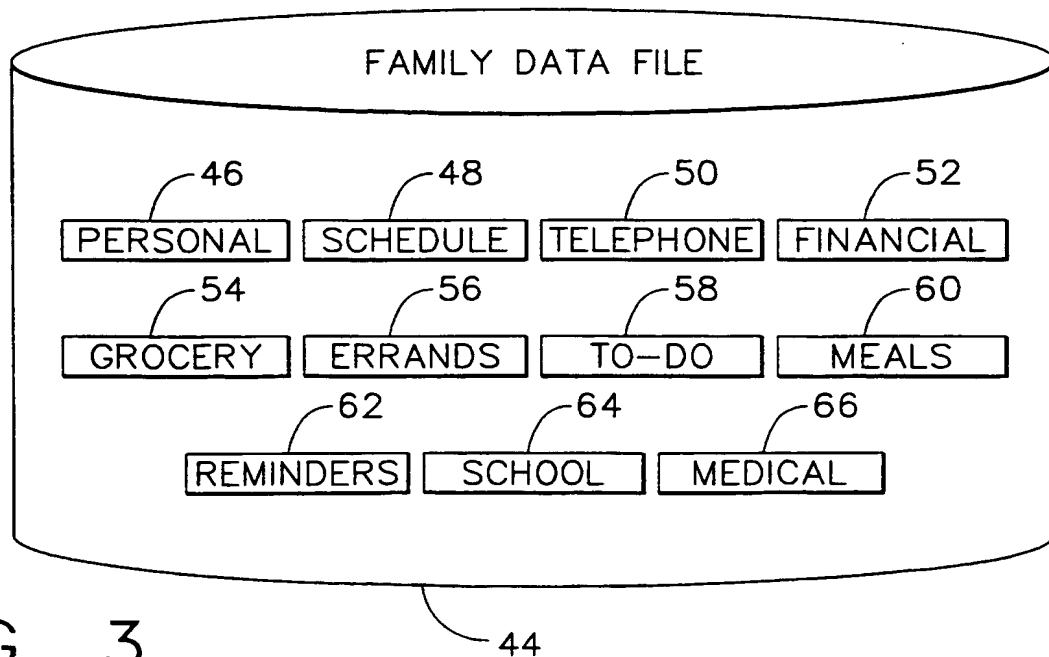 FAMILY DATA FILE
46 48 50 52
PERSONAL SCHEDULE TELEPHONE FINANCIAL
54 56 58 60
GROCERY ERRANDS TO-DO MEALS
62 64 66
REMINDERS SCHOOL MEDICAL
44
G 3